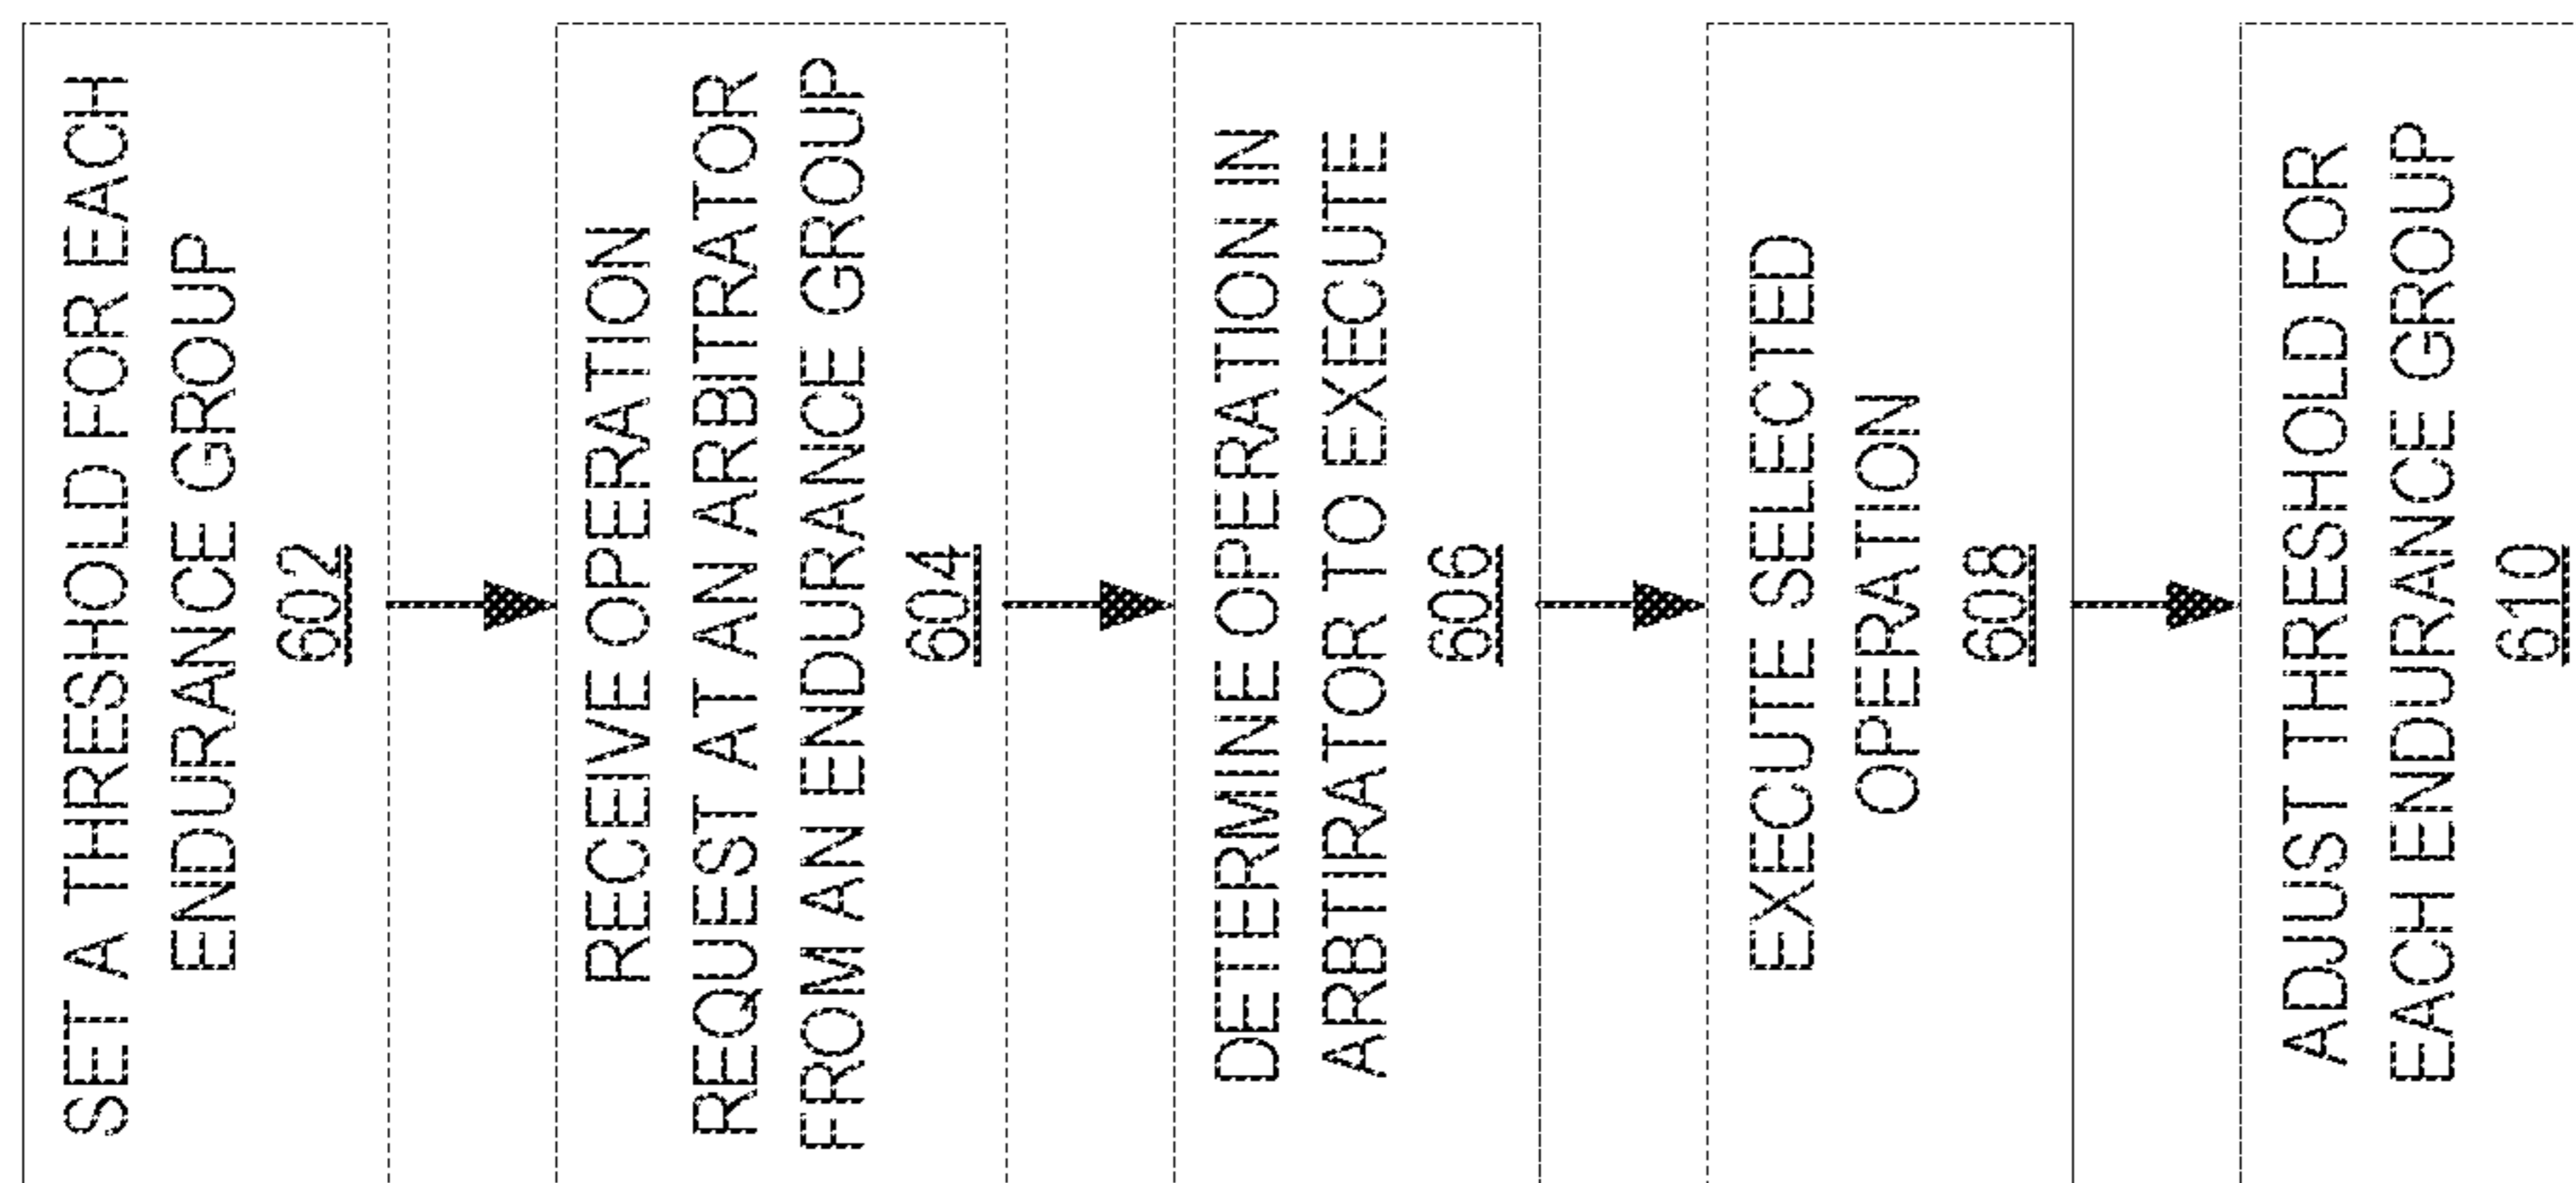 SET A THRESHOLD FOR EACH
ENDURANCE GROUP
602
RECEIVE OPERATION
REQUEST AT AN ARBITRATOR
FROM AN ENDURANCE GROUP
604
DETERMINE OPERATION IN
ARBTIRATOR TO EXECUTE
606
EXECUTE SELECTED
OPERATION
608
ADJUST THRESHOLD FOR
EACH ENDURANCE GROUP
610